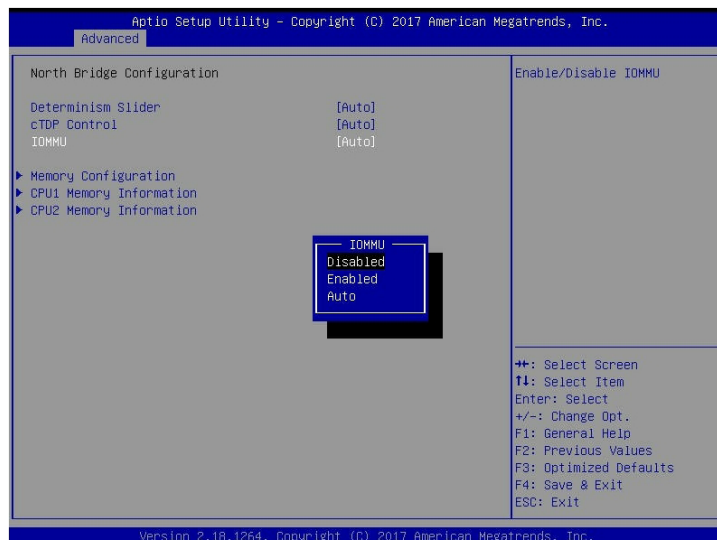 Aptio Setup Utility – Copyright (C) 2017 American Megatrends, Inc.
Advanced
North Bridge Configuration
Determinism Slider [Auto]
cTDP Control [Auto]
IOMMU [Auto]
Memory Configuration
CPU1 Memory Information
CPU2 Memory Information
Enable/Disable IOMMU
IOMMU
Disabled
Enabled
Auto
→←: Select Screen
↑↓: Select Item
Enter: Select
+/-: Change Opt.
F1: General Help
F2: Previous Values
F3: Optimized Defaults
F4: Save & Exit
ESC: Exit
Version 2.18.1264. Copyright (C) 2017 American Megatrends, Inc.